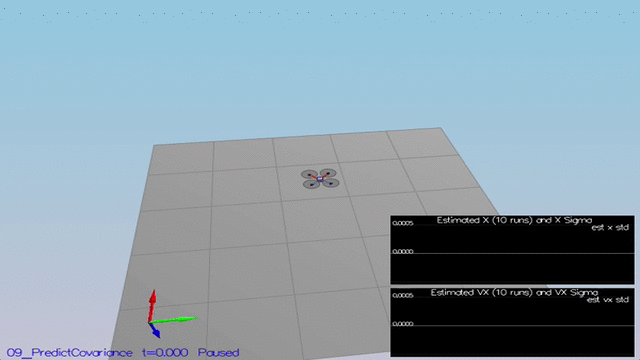 0.0005
Estimated X (10 runs) and X Sigma
est x std
0.0000
0.0005
Estimated VX (10 runs) and VX Sigma
est vx std
0.0000
09_PredictCovariance t=0.000 Paused